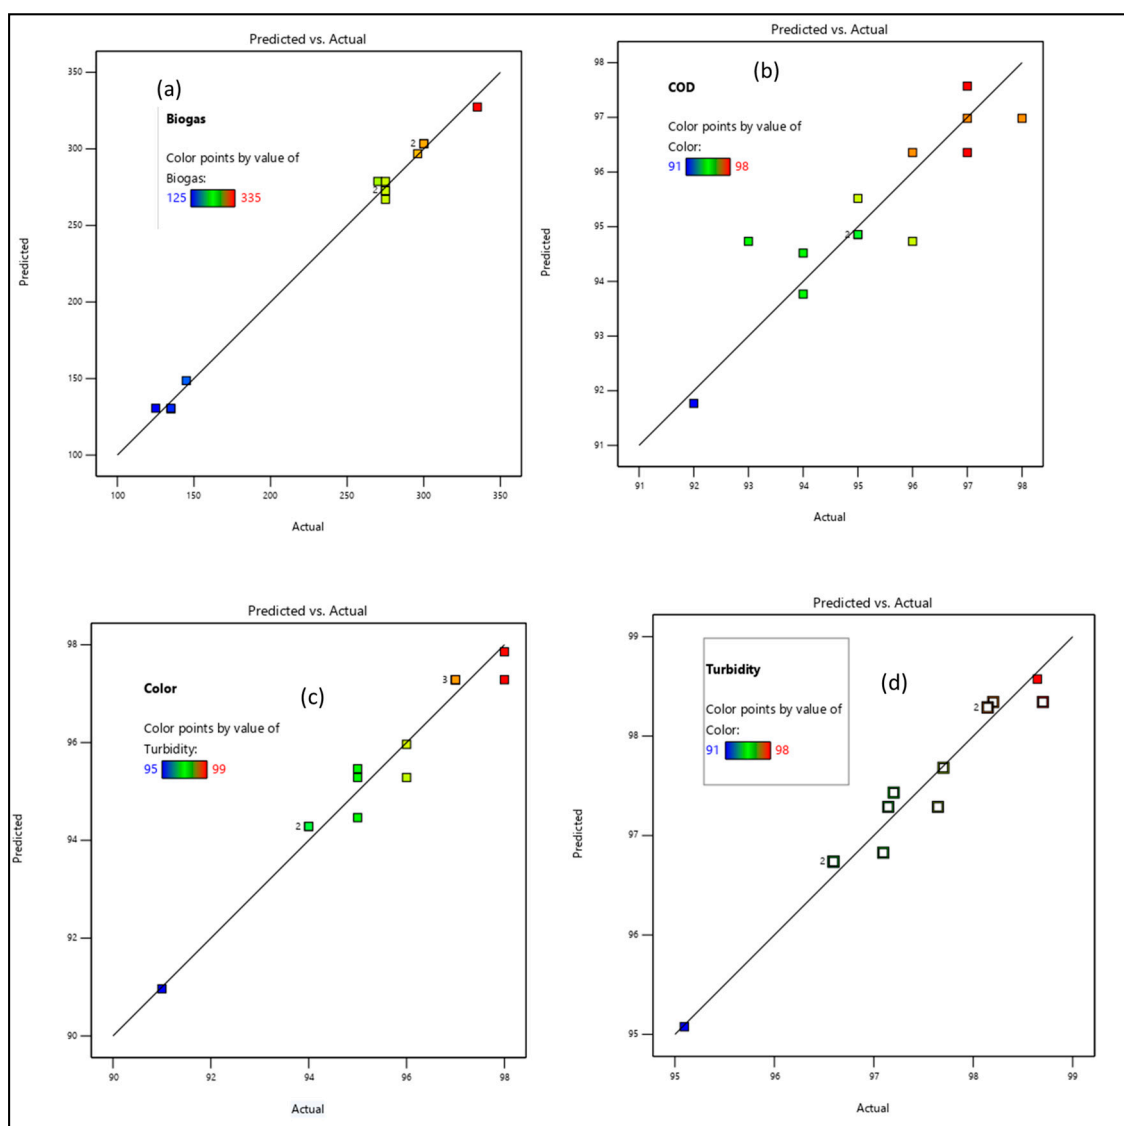 Predicted vs. Actual
(a)
Biogas
Color points by value of
Biogas:
125 335
350
300
250
200
150
100
2
2
Predicted
100 150 200 250 300 350
Actual
Predicted vs. Actual
(b)
COD
Color points by value of
Color:
91 98
98
97
96
95
94
93
92
91
2
Predicted
91 92 93 94 95 96 97 98
Actual
Predicted vs. Actual
(c)
Color
Color points by value of
Turbidity:
95 99
98
96
94
92
90
3
2
Predicted
90 92 94 96 98
Actual
Predicted vs. Actual
(d)
Turbidity
Color points by value of
Color:
91 98
99
98
97
96
95
2
2
Predicted
95 96 97 98 99
Actual